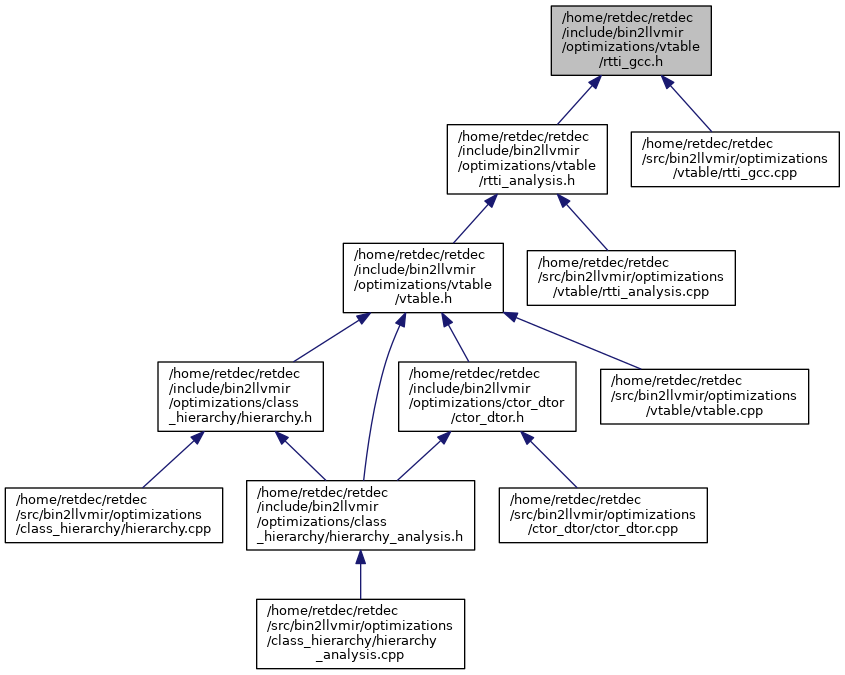 /home/retdec/retdec
/include/bin2llvmir
/optimizations/vtable
/rtti_gcc.h
/home/retdec/retdec
/include/bin2llvmir
/optimizations/vtable
/rtti_analysis.h
/home/retdec/retdec
/src/bin2llvmir/optimizations
/vtable/rtti_gcc.cpp
/home/retdec/retdec
/include/bin2llvmir
/optimizations/vtable
/vtable.h
/home/retdec/retdec
/src/bin2llvmir/optimizations
/vtable/rtti_analysis.cpp
/home/retdec/retdec
/include/bin2llvmir
/optimizations/class
_hierarchy/hierarchy.h
/home/retdec/retdec
/include/bin2llvmir
/optimizations/ctor_dtor
/ctor_dtor.h
/home/retdec/retdec
/src/bin2llvmir/optimizations
/vtable/vtable.cpp
/home/retdec/retdec
/src/bin2llvmir/optimizations
/class_hierarchy/hierarchy.cpp
/home/retdec/retdec
/include/bin2llvmir
/optimizations/class
_hierarchy/hierarchy_analysis.h
/home/retdec/retdec
/src/bin2llvmir/optimizations
/ctor_dtor/ctor_dtor.cpp
/home/retdec/retdec
/src/bin2llvmir/optimizations
/class_hierarchy/hierarchy
_analysis.cpp